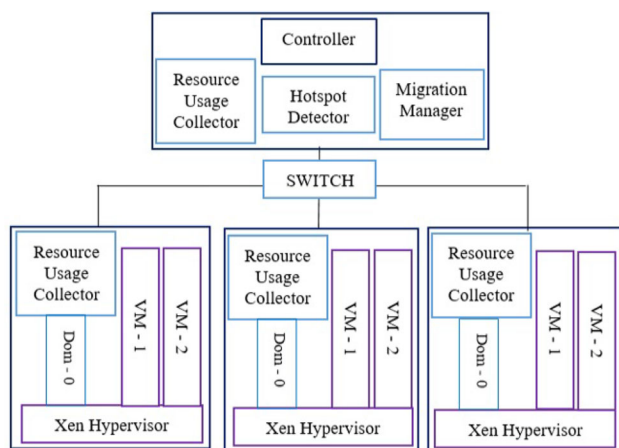 Controller
Resource
Usage
Collector
Hotspot
Detector
Migration
Manager
SWITCH
Resource
Usage
Collector
Dom - 0
VM - 1
VM - 2
Xen Hypervisor
Resource
Usage
Collector
Dom - 0
VM - 1
VM - 2
Xen Hypervisor
Resource
Usage
Collector
Dom - 0
VM - 1
VM - 2
Xen Hypervisor